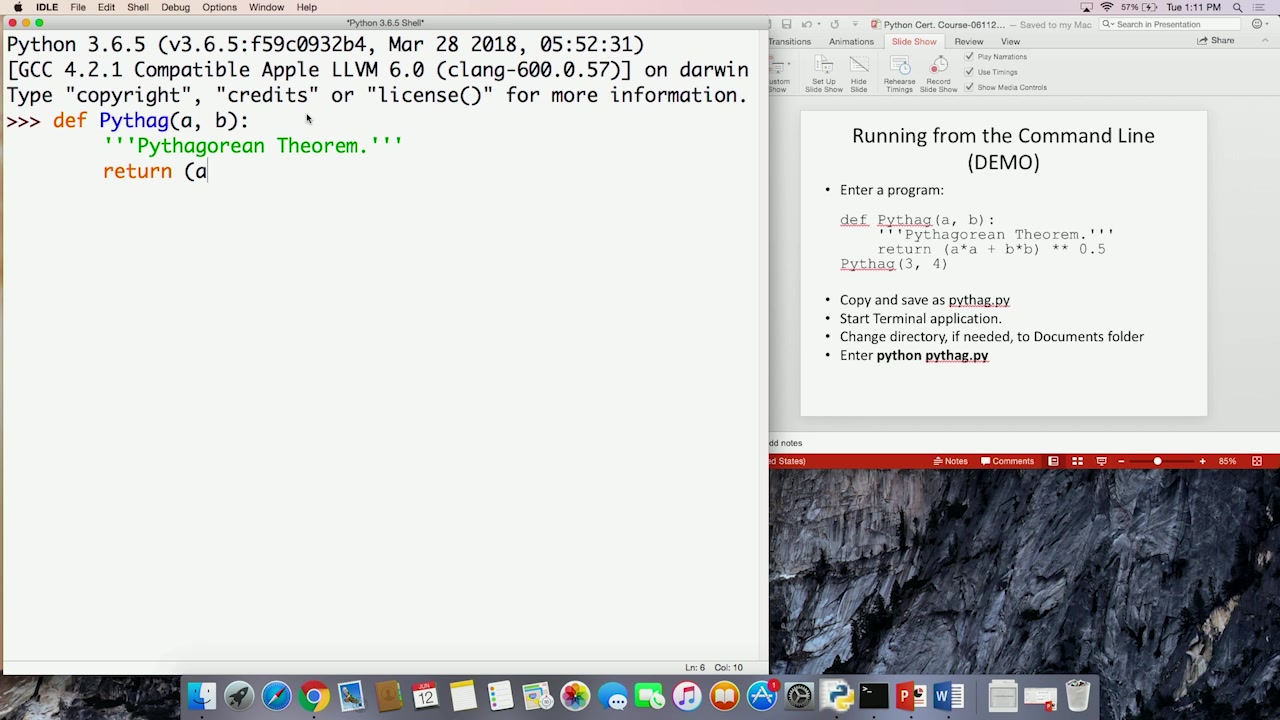 IDLE File Edit Shell Debug Options Window Help
57% Tue 1:11 PM
*Python 3.6.5 Shell*
Python 3.6.5 (v3.6.5:f59c0932b4, Mar 28 2018, 05:52:31)
[GCC 4.2.1 Compatible Apple LLVM 6.0 (clang-600.0.57)] on darwin
Type "copyright", "credits" or "license()" for more information.
>>> def Pythag(a, b):
'''Pythagorean Theorem.'''
return (a
Ln: 6 Col: 10
Python Cert. Course-06112... — Saved to my Mac
Search in Presentation
Transitions Animations Slide Show Review View Share
Set Up Slide Show
Hide Slide
Rehearse Timings
Record Slide Show
Play Narrations
Use Timings
Show Media Controls
Running from the Command Line
(DEMO)
• Enter a program:
def Pythag(a, b):
'''Pythagorean Theorem.'''
return (a*a + b*b) ** 0.5
Pythag(3, 4)
• Copy and save as pythag.py
• Start Terminal application.
• Change directory, if needed, to Documents folder
• Enter python pythag.py
dd notes
d States) Notes Comments 85%
JUN
12
1